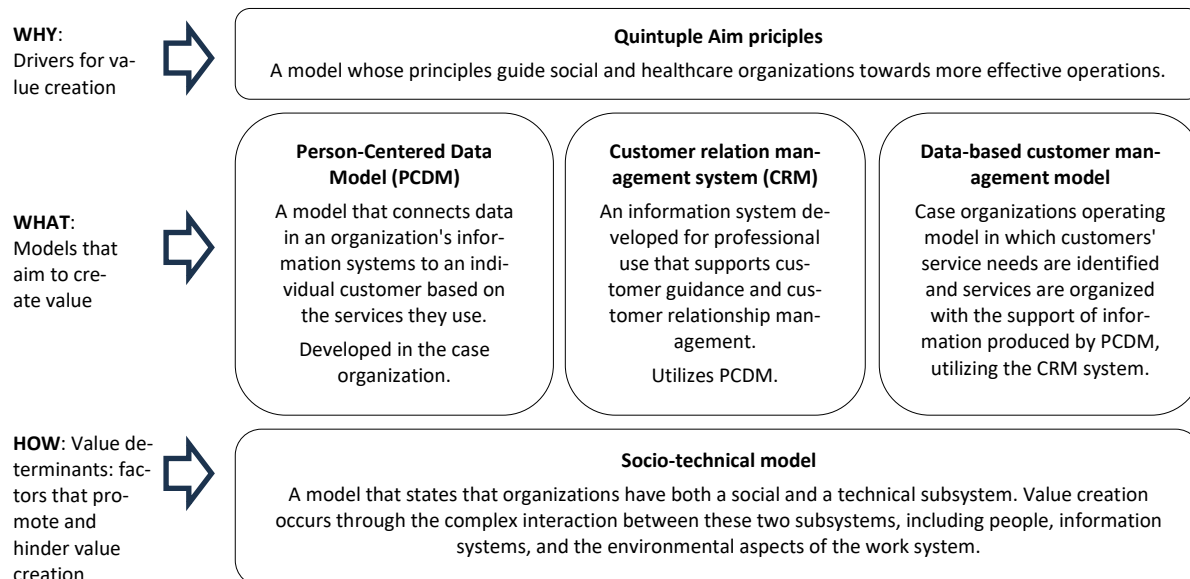 WHY:
Drivers for va-
lue creation
Quintuple Aim priciples
A model whose principles guide social and healthcare organizations towards more effective operations.
WHAT:
Models that
aim to cre-
ate value
Person-Centered Data
Model (PCDM)
A model that connects data
in an organization's infor-
mation systems to an indi-
vidual customer based on
the services they use.
Developed in the case
organization.
Customer relation man-
agement system (CRM)
An information system de-
veloped for professional
use that supports cus-
tomer guidance and cus-
tomer relationship man-
agement.
Utilizes PCDM.
Data-based customer man-
agement model
Case organizations operating
model in which customers'
service needs are identified
and services are organized
with the support of infor-
mation produced by PCDM,
utilizing the CRM system.
HOW: Value de-
terminants: fac-
tors that pro-
mote and
hinder value
creation
Socio-technical model
A model that states that organizations have both a social and a technical subsystem. Value creation
occurs through the complex interaction between these two subsystems, including people, information
systems, and the environmental aspects of the work system.